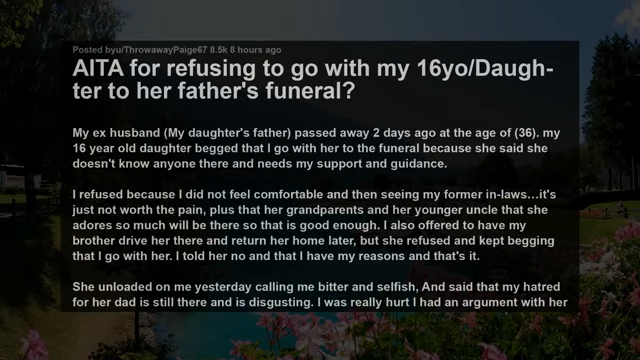 Posted byu/ThrowawayPaige67 8.5k 8 hours ago
AITA for refusing to go with my 16yo/Daugh-
ter to her father's funeral?
My ex husband (My daughter's father) passed away 2 days ago at the age of (36). my
16 year old daughter begged that I go with her to the funeral because she said she
doesn't know anyone there and needs my support and guidance.
I refused because I did not feel comfortable and then seeing my former in-laws...it's
just not worth the pain, plus that her grandparents and her younger uncle that she
adores so much will be there so that is good enough. I also offered to have my
brother drive her there and return her home later, but she refused and kept begging
that I go with her. I told her no and that I have my reasons and that's it.
She unloaded on me yesterday calling me bitter and selfish, And said that my hatred
for her dad is still there and is disgusting. I was really hurt I had an argument with her